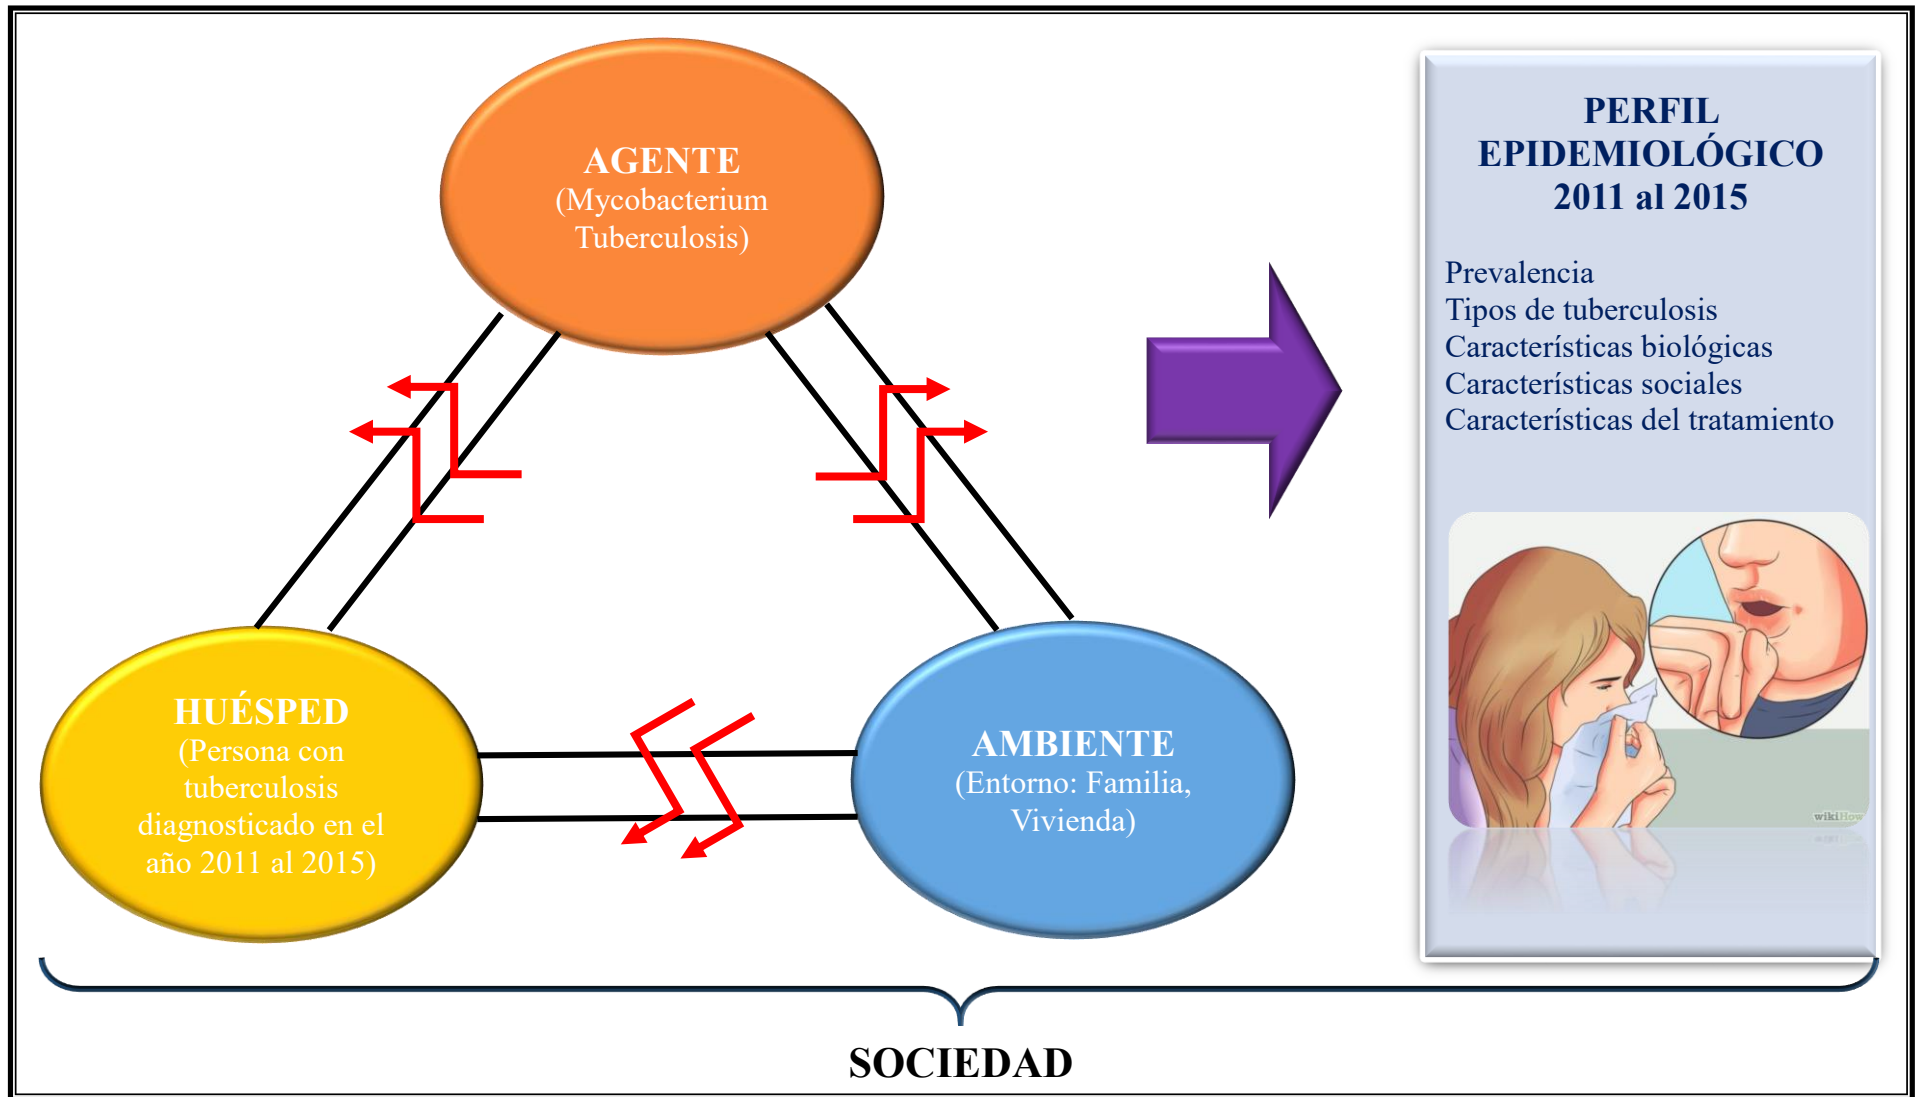 AGENTE
(Mycobacterium
Tuberculosis)
HUÉSPED
(Persona con
tuberculosis
diagnosticado en el
año 2011 al 2015)
AMBIENTE
(Entorno: Familia,
Vivienda)
PERFIL
EPIDEMIOLÓGICO
2011 al 2015
Prevalencia
Tipos de tuberculosis
Características biológicas
Características sociales
Características del tratamiento
wikiHow
SOCIEDAD